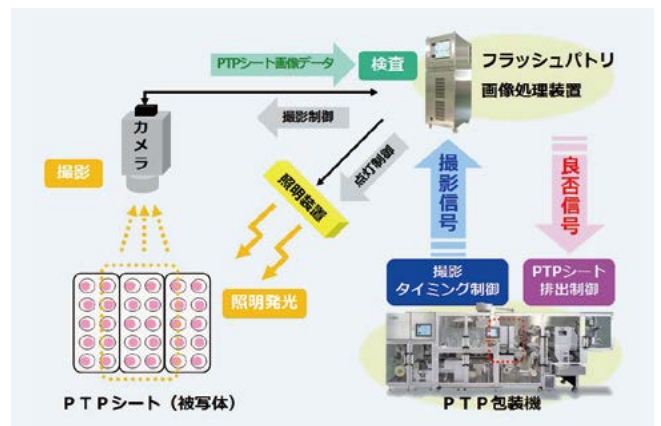 PTPシート画像データ
検査
フラッシュパトリ
画像処理装置
カメラ
撮影制御
撮影
点灯制御
照明装置
撮影信号
良否信号
照明発光
撮影
タイミング制御
PTPシート
排出制御
PTPシート（被写体）
PTP包装機